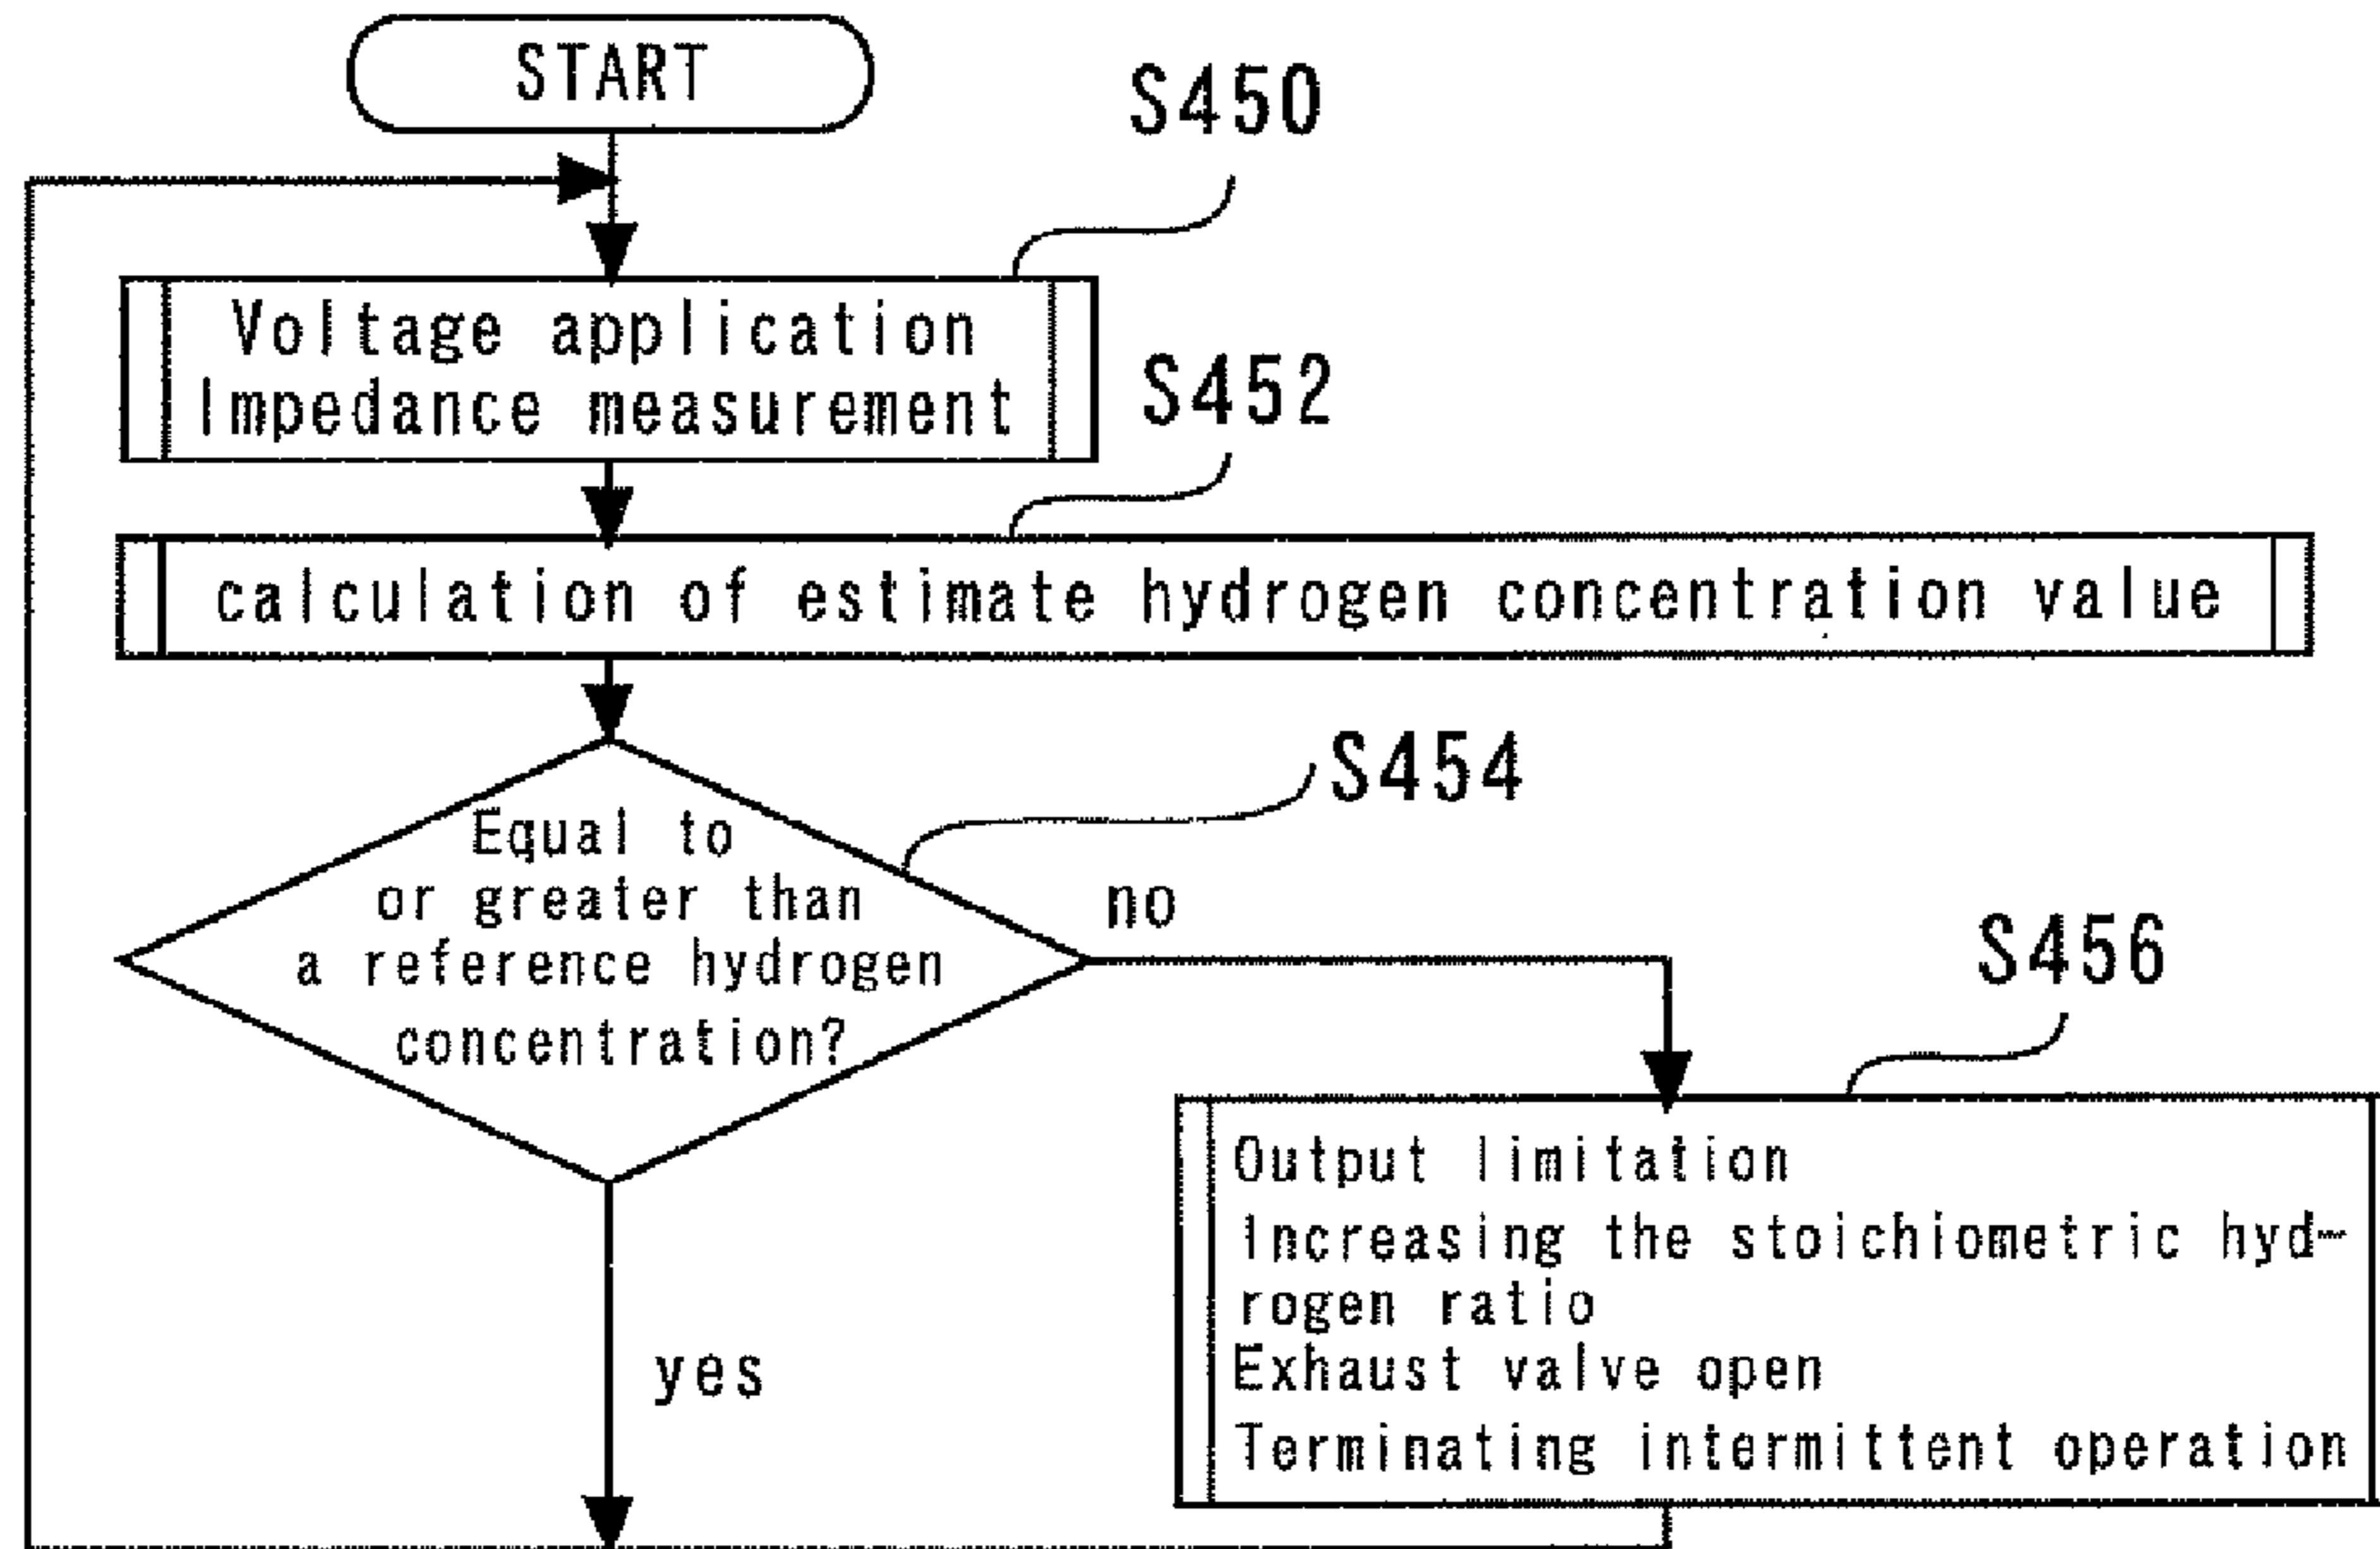 START
S450
Voltage application
Impedance measurement
S452
calculation of estimate hydrogen concentration value
S454
Equal to
or greater than
a reference hydrogen
concentration?
no
S456
Output limitation
Increasing the stoichiometric hyd-
rogen ratio
Exhaust valve open
Terminating intermittent operation
yes